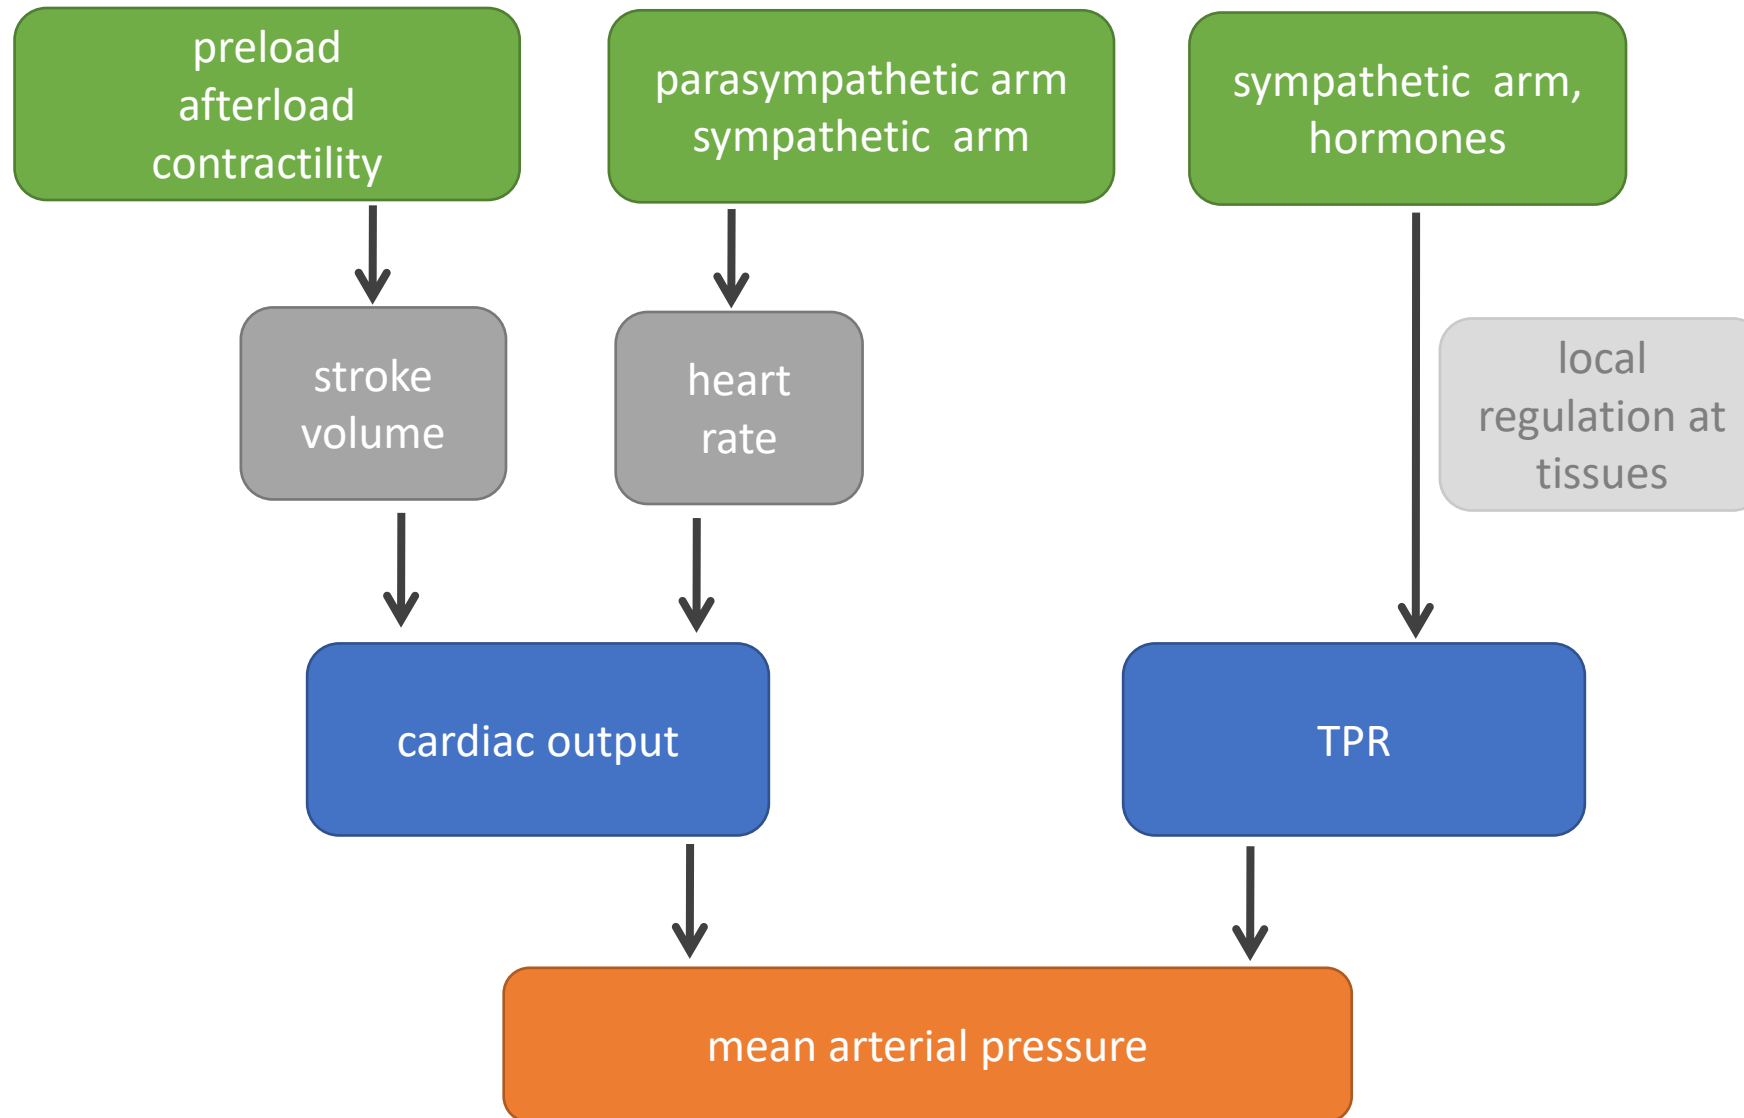 preload
afterload
contractility
parasympathetic arm
sympathetic  arm
sympathetic  arm,
hormones
stroke
volume
heart
rate
local
regulation at
tissues
cardiac output
TPR
mean arterial pressure